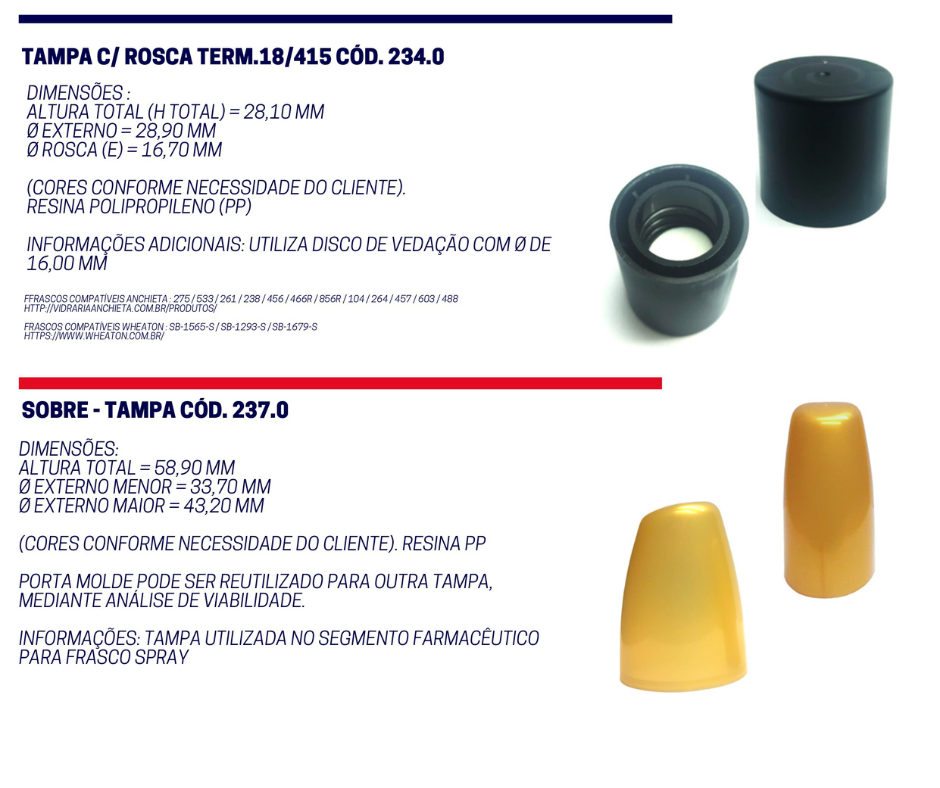 TAMPA C/ ROSCA TERM.18/415 CÓD. 234.0
DIMENSÕES :
ALTURA TOTAL (H TOTAL) = 28,10 MM
Ø EXTERNO = 28,90 MM
Ø ROSCA (E) = 16,70 MM
(CORES CONFORME NECESSIDADE DO CLIENTE).
RESINA POLIPROPILENO (PP)
INFORMAÇÕES ADICIONAIS: UTILIZA DISCO DE VEDAÇÃO COM Ø DE
16,00 MM
FFRASCOS COMPATÍVEIS ANCHIETA : 275 / 533 / 261 / 238 / 456 / 466R / 856R / 104 / 264 / 457 / 603 / 488
HTTP://VIDRARIAANCHIETA.COM.BR/PRODUTOS/
FRASCOS COMPATÍVEIS WHEATON : SB-1565-S / SB-1293-S / SB-1679-S
HTTPS://WWW.WHEATON.COM.BR/
SOBRE - TAMPA CÓD. 237.0
DIMENSÕES:
ALTURA TOTAL = 58,90 MM
Ø EXTERNO MENOR = 33,70 MM
Ø EXTERNO MAIOR = 43,20 MM
(CORES CONFORME NECESSIDADE DO CLIENTE). RESINA PP
PORTA MOLDE PODE SER REUTILIZADO PARA OUTRA TAMPA,
MEDIANTE ANÁLISE DE VIABILIDADE.
INFORMAÇÕES: TAMPA UTILIZADA NO SEGMENTO FARMACÊUTICO
PARA FRASCO SPRAY